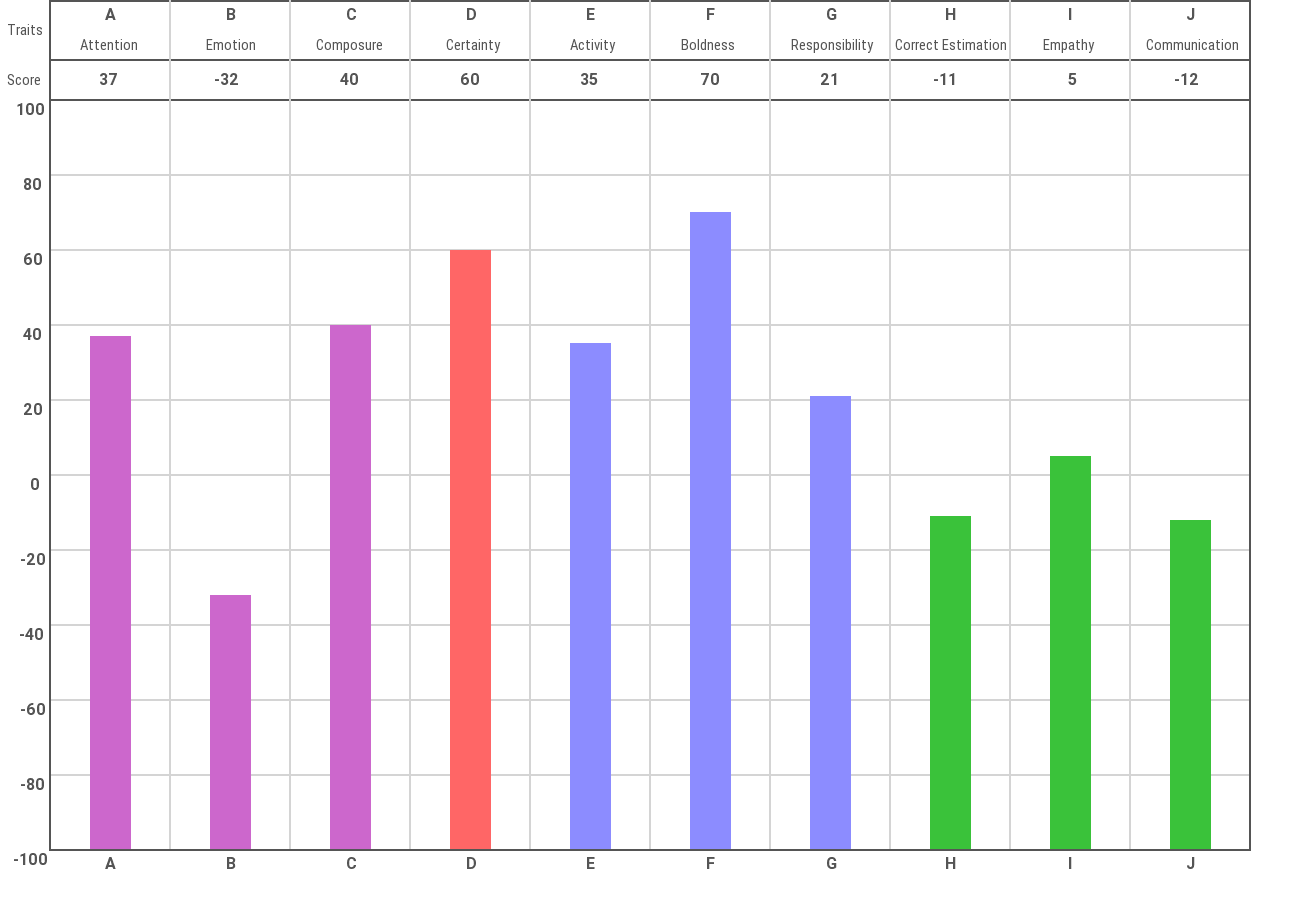 Traits
A B C D E F G H I J
Attention Emotion Composure Certainty Activity Boldness Responsibility Correct Estimation Empathy Communication
Score 37 -32 40 60 35 70 21 -11 5 -12
100
80
60
40
20
0
-20
-40
-60
-80
-100
A B C D E F G H I J